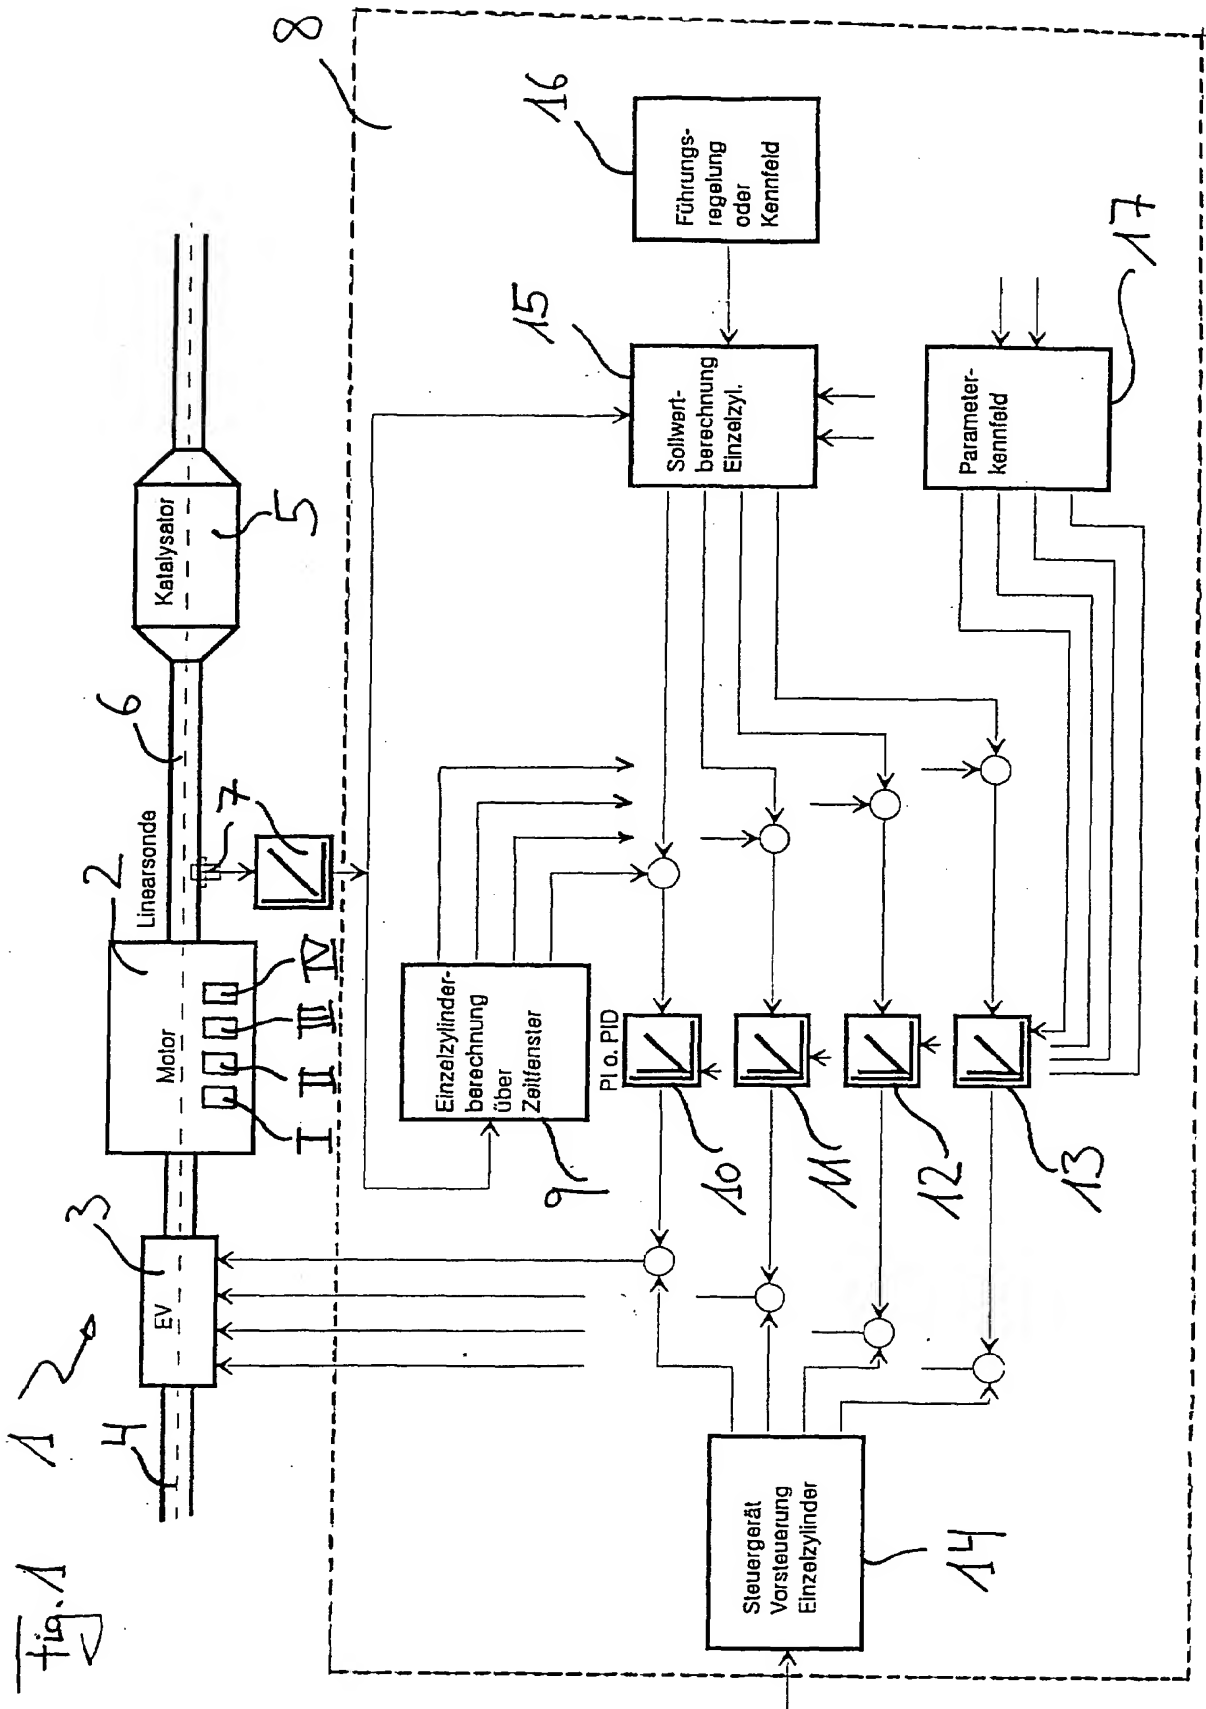 Fig. 1
1
4
3
EV
2
Motor
I
II
III
IV
Linearsonde
7
6
Katalysator
5
8
9
Einzelzylinder-
berechnung
über
Zeitfenster
PI o. PID
10
11
12
13
14
Steuergerät
Vorsteuerung
Einzelzylinder
15
Sollwert-
berechnung
Einzelzyl.
16
Führungs-
regelung
oder
Kennfeld
17
Parameter-
kennfeld